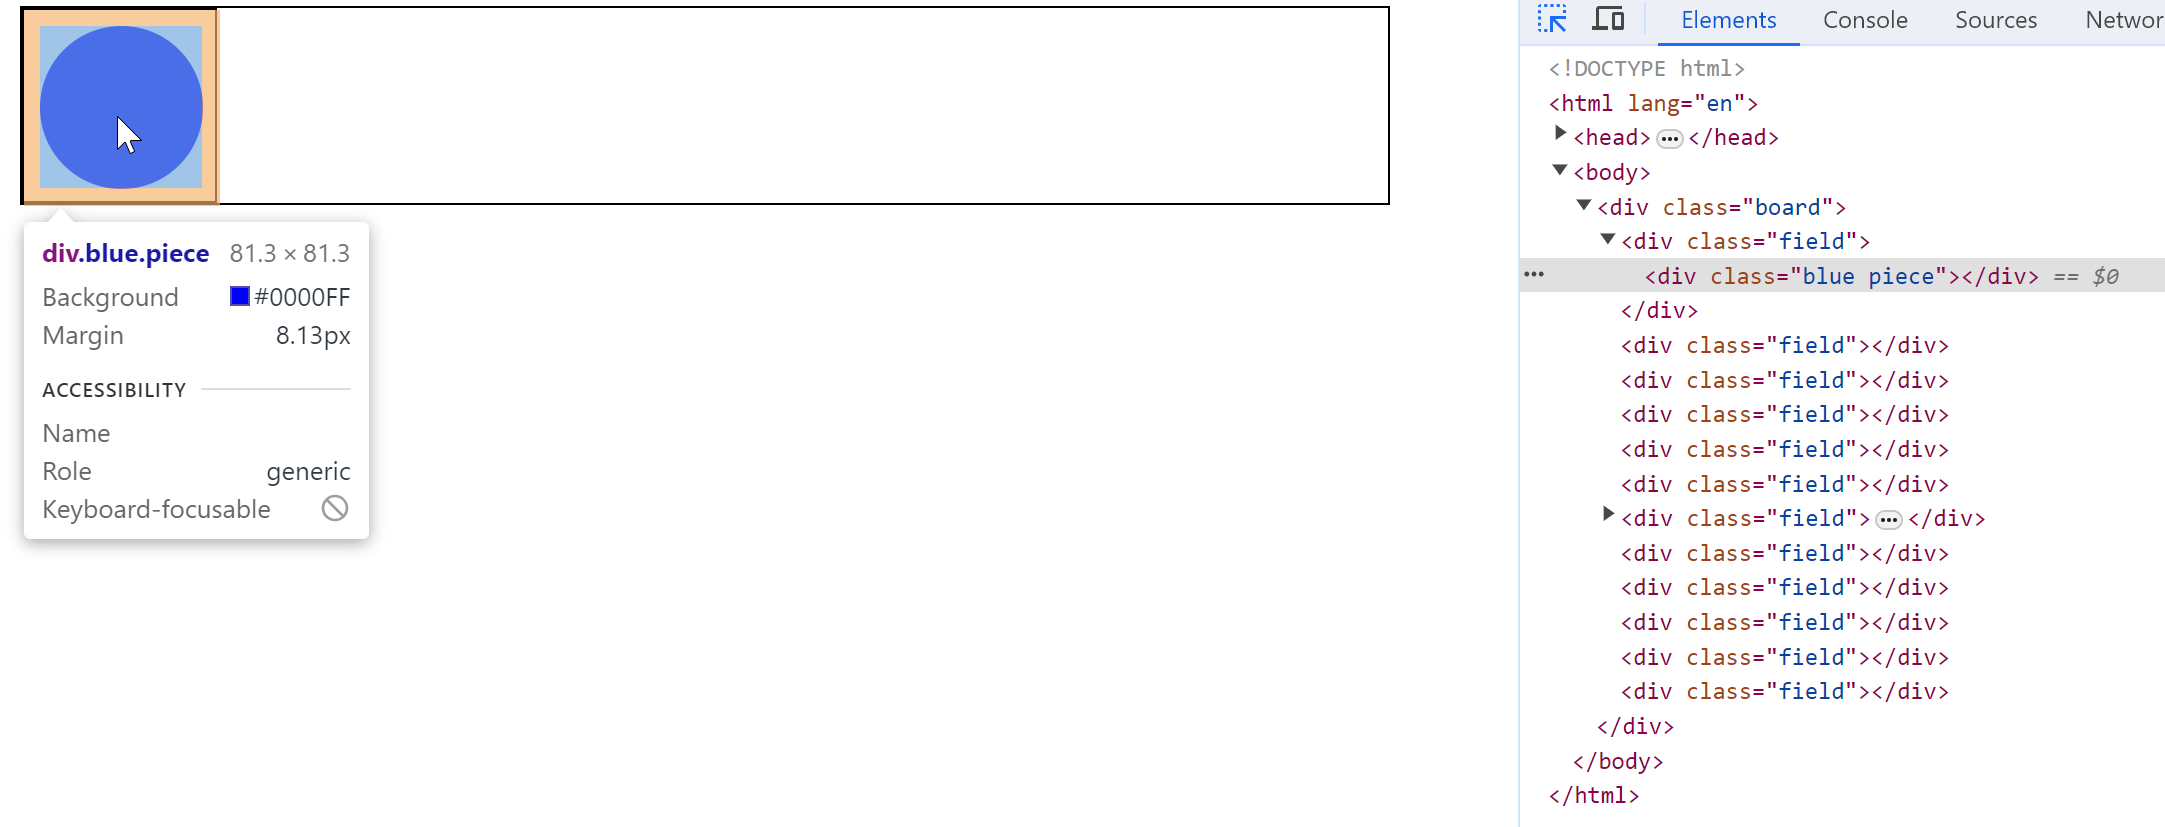 div.blue.piece 81.3 × 81.3
Background #0000FF
Margin 8.13px
ACCESSIBILITY
Name
Role generic
Keyboard-focusable
Elements Console Sources Networ
<!DOCTYPE html>
<html lang="en">
<head> ••• </head>
<body>
<div class="board">
<div class="field">
••• <div class="blue piece"></div> == $0
</div>
<div class="field"></div>
<div class="field"></div>
<div class="field"></div>
<div class="field"></div>
<div class="field"></div>
<div class="field"> ••• </div>
<div class="field"></div>
<div class="field"></div>
<div class="field"></div>
<div class="field"></div>
<div class="field"></div>
</div>
</body>
</html>